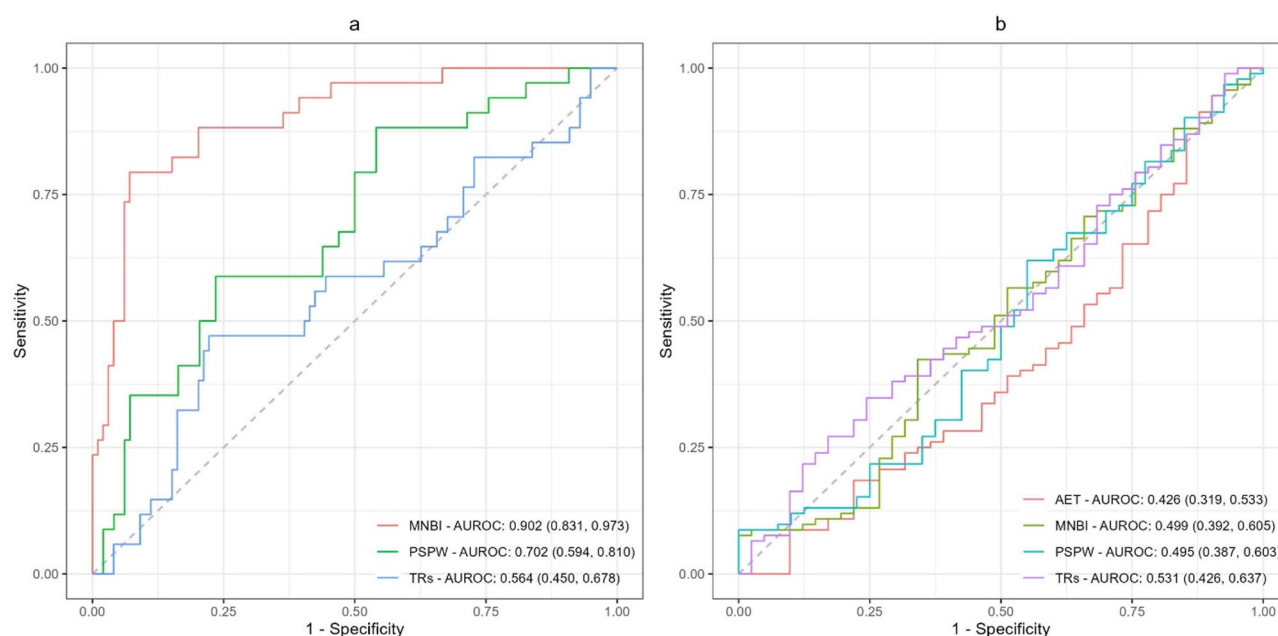 a
1.00
0.75
0.50
0.25
0.00
Sensitivity
MNBI - AUROC: 0.902 (0.831, 0.973)
PSPW - AUROC: 0.702 (0.594, 0.810)
TRs - AUROC: 0.564 (0.450, 0.678)
0.00 0.25 0.50 0.75 1.00
1 - Specificity
b
1.00
0.75
0.50
0.25
0.00
Sensitivity
AET - AUROC: 0.426 (0.319, 0.533)
MNBI - AUROC: 0.499 (0.392, 0.605)
PSPW - AUROC: 0.495 (0.387, 0.603)
TRs - AUROC: 0.531 (0.426, 0.637)
0.00 0.25 0.50 0.75 1.00
1 - Specificity